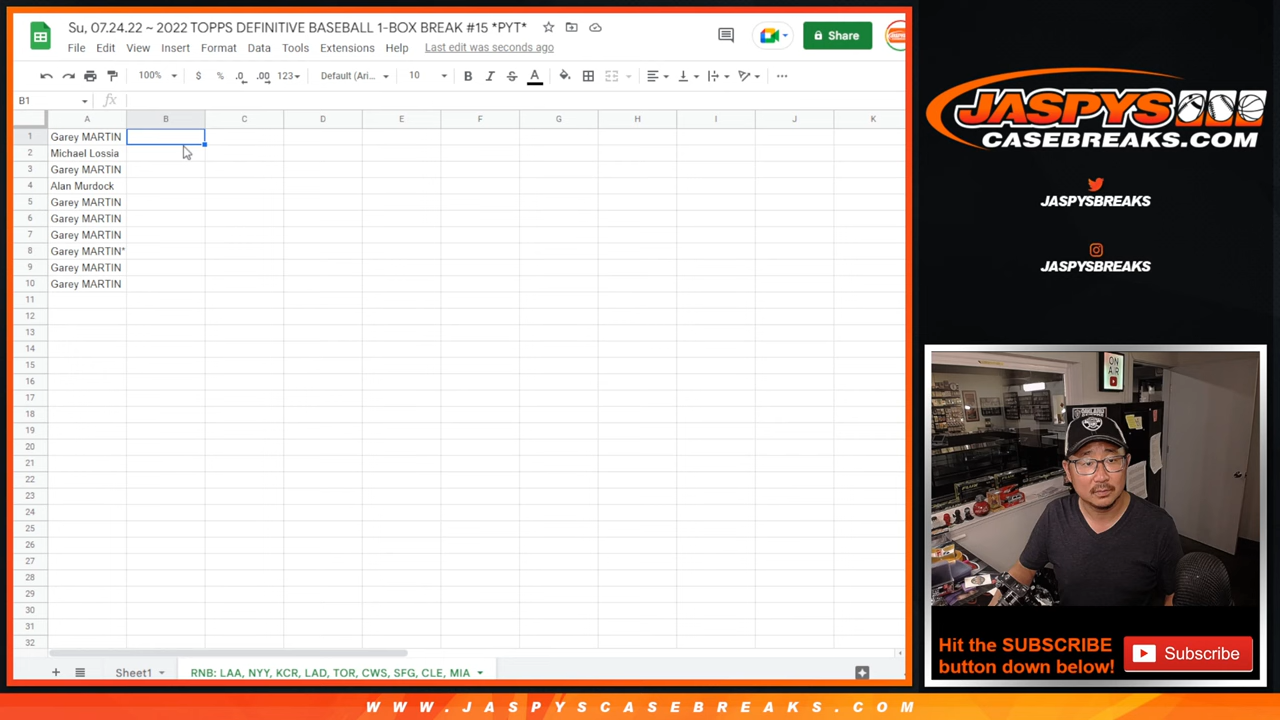 Su, 07.24.22 ~ 2022 TOPPS DEFINITIVE BASEBALL 1-BOX BREAK #15 *PYT*
File Edit View Insert Format Data Tools Extensions Help Last edit was seconds ago
Share
100% $ % .0 .00 123 Default (Ari... 10 B I S A
B1 fx
A B C D E F G H I J K
1 Garey MARTIN
2 Michael Lossia
3 Garey MARTIN
4 Alan Murdock
5 Garey MARTIN
6 Garey MARTIN
7 Garey MARTIN
8 Garey MARTIN*
9 Garey MARTIN
10 Garey MARTIN
11
12
13
14
15
16
17
18
19
20
21
22
23
24
25
26
27
28
29
30
31
32
+ Sheet1 RNB: LAA, NYY, KCR, LAD, TOR, CWS, SFG, CLE, MIA
JASPYS
CASEBREAKS.COM
JASPYSBREAKS
JASPYSBREAKS
ON
AIR
Hit the SUBSCRIBE
button down below!
Subscribe
WWW.JASPYSCASEBREAKS.COM